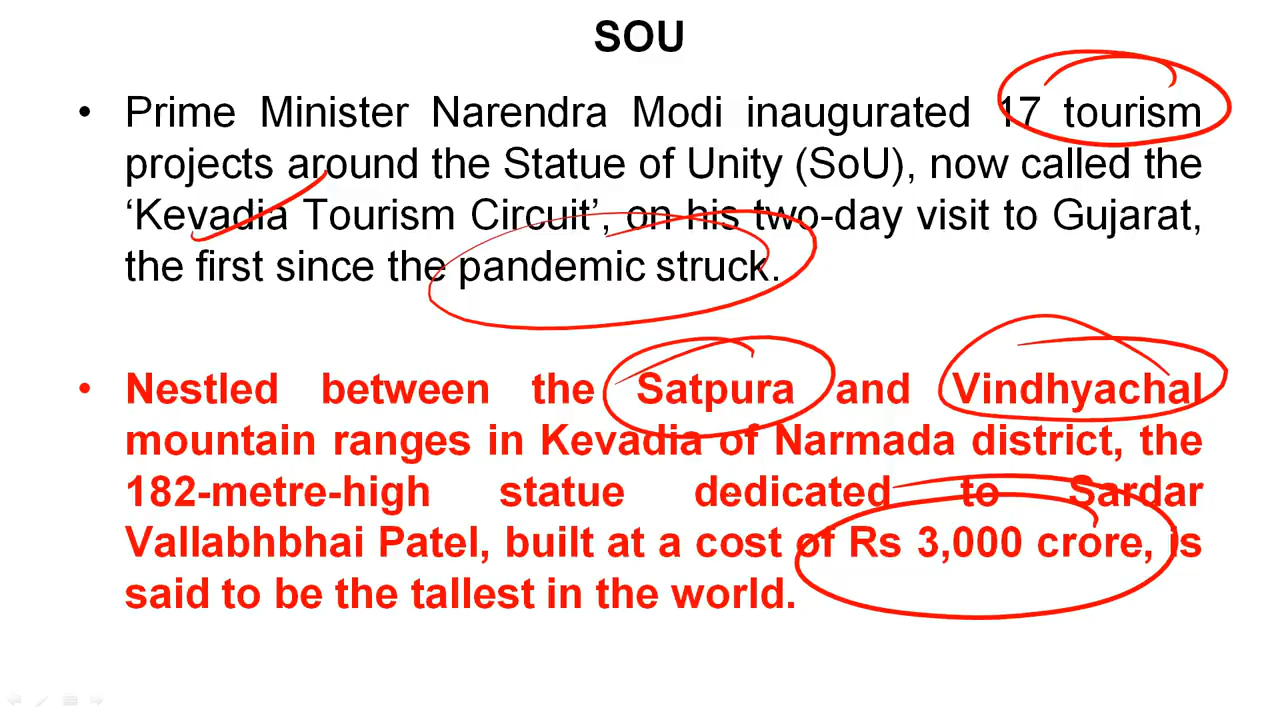 SOU
• Prime Minister Narendra Modi inaugurated 17 tourism
projects around the Statue of Unity (SoU), now called the
‘Kevadia Tourism Circuit’, on his two-day visit to Gujarat,
the first since the pandemic struck.
• Nestled between the Satpura and Vindhyachal
mountain ranges in Kevadia of Narmada district, the
182-metre-high statue dedicated to Sardar
Vallabhbhai Patel, built at a cost of Rs 3,000 crore, is
said to be the tallest in the world.